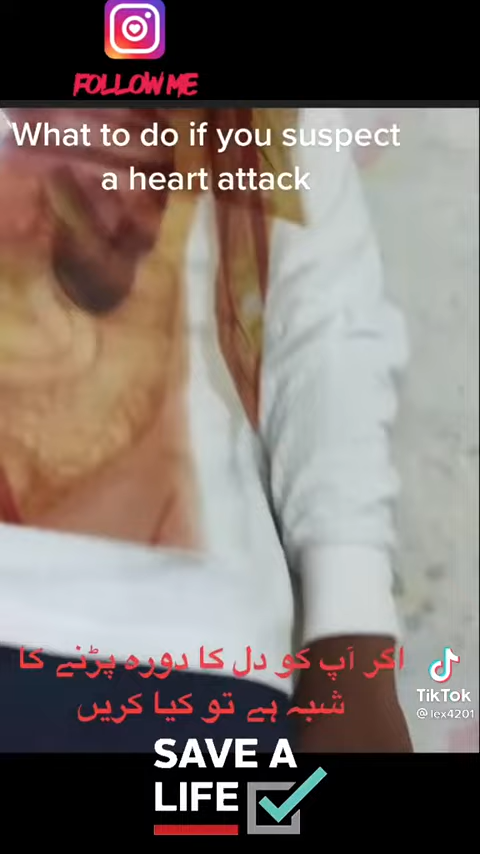 FOLLOW ME
What to do if you suspect
a heart attack
اگر آپ کو دل کا دورہ پڑنے کا
شبہ ہے تو کیا کریں
TikTok
@lex4201
SAVE A
LIFE